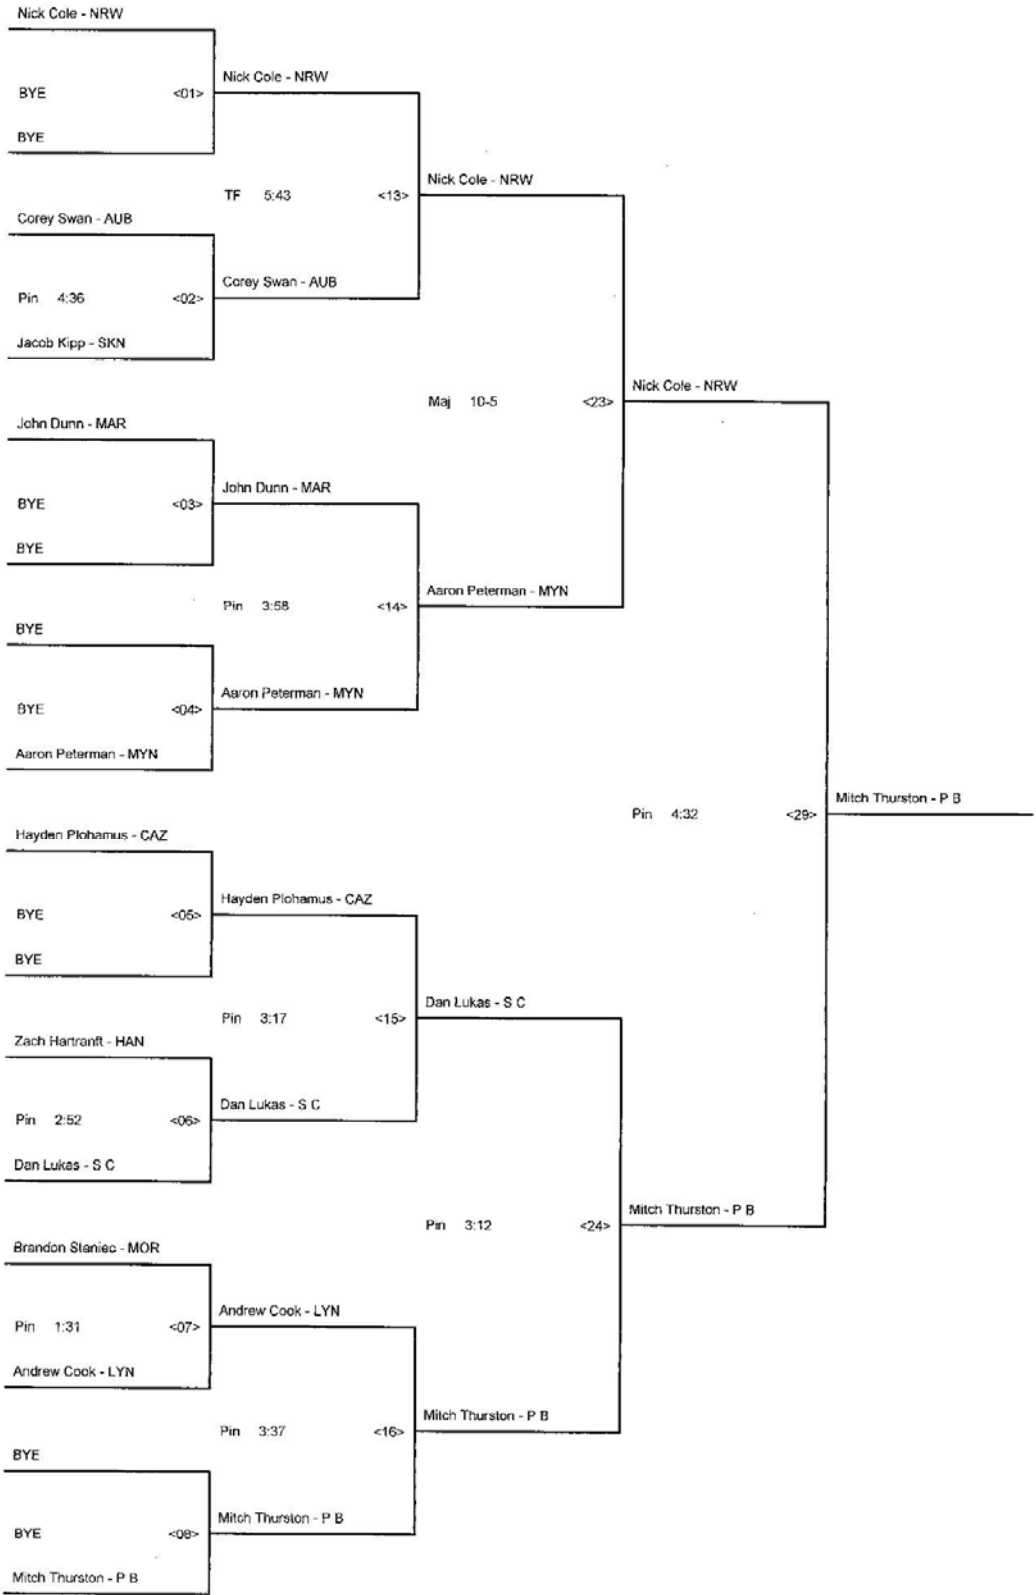 Nick Cole - NRW
Nick Cole - NRW
BYE <01>
BYE
Nick Cole - NRW
TF 5:43 <13>
Corey Swan - AUB
Corey Swan - AUB
Pin 4:36 <02>
Jacob Kipp - SKN
Nick Cole - NRW
Maj 10-5 <23>
John Dunn - MAR
John Dunn - MAR
BYE <03>
BYE
Aaron Peterman - MYN
Pin 3:58 <14>
BYE
Aaron Peterman - MYN
BYE <04>
Aaron Peterman - MYN
Mitch Thurston - P B
Pin 4:32 <29>
Hayden Plohamus - CAZ
Hayden Plohamus - CAZ
BYE <05>
BYE
Dan Lukas - S C
Pin 3:17 <15>
Zach Hartranft - HAN
Dan Lukas - S C
Pin 2:52 <06>
Dan Lukas - S C
Mitch Thurston - P B
Pin 3:12 <24>
Brandon Staniec - MOR
Andrew Cook - LYN
Pin 1:31 <07>
Andrew Cook - LYN
Mitch Thurston - P B
Pin 3:37 <16>
BYE
Mitch Thurston - P B
BYE <08>
Mitch Thurston - P B